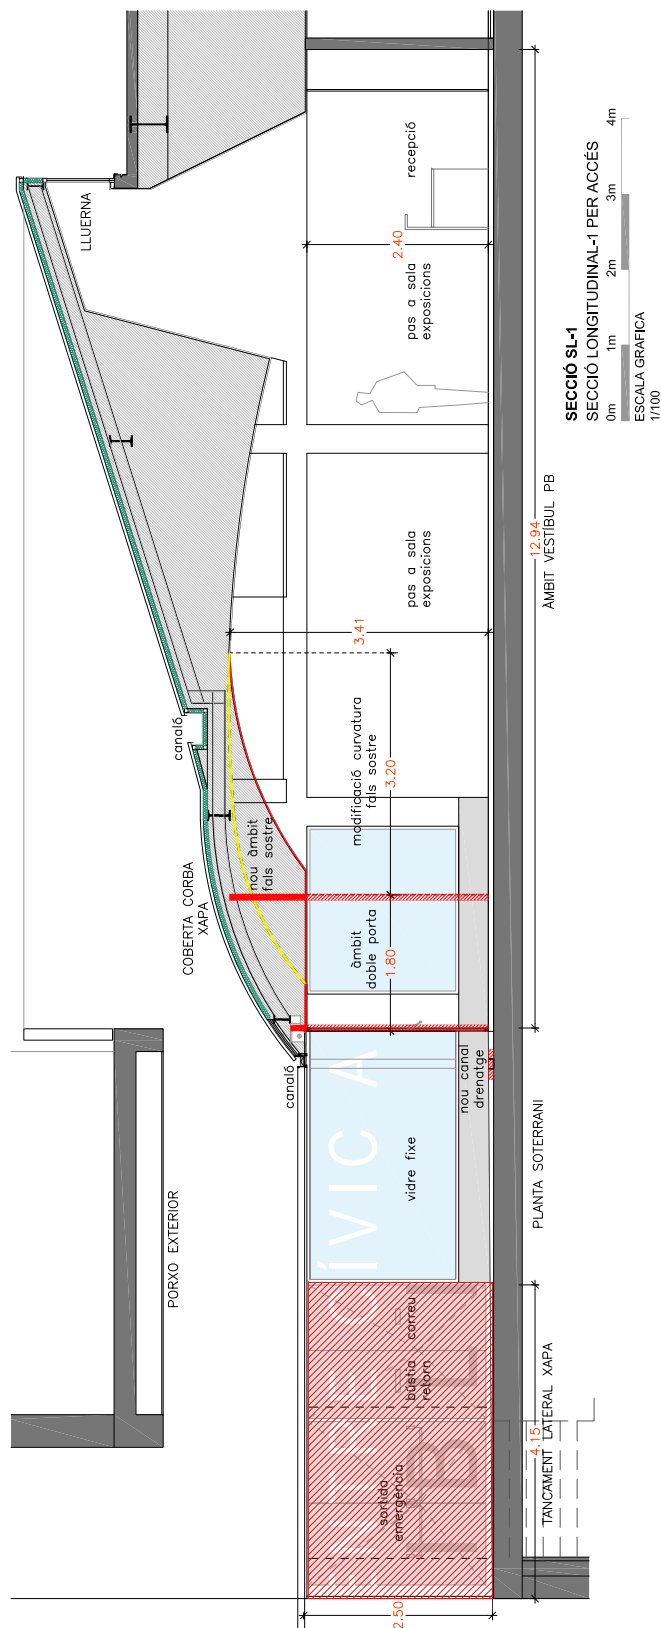 LLUERNA
recepció
2.40
pas a sala
exposicions
pas a sala
exposicions
12.94
ÀMBIT VESTÍBUL PB
3.41
canaló
modificació curvatura
fals sostre
3.20
nou àmbit
fals sostre
COBERTA CORBA
XAPA
àmbit
doble porta
1.80
canaló
nou canal
drenatge
ÍVIC A
vidre fixe
PLANTA SOTERRANI
PORXO EXTERIOR
bústia correu
retorn
sortida
emergència
4.15
TANCAMENT LATERAL XAPA
2.50
SECCIÓ SL-1
SECCIÓ LONGITUDINAL-1 PER ACCÉS
0m 1m 2m 3m 4m
ESCALA GRAFICA
1/100